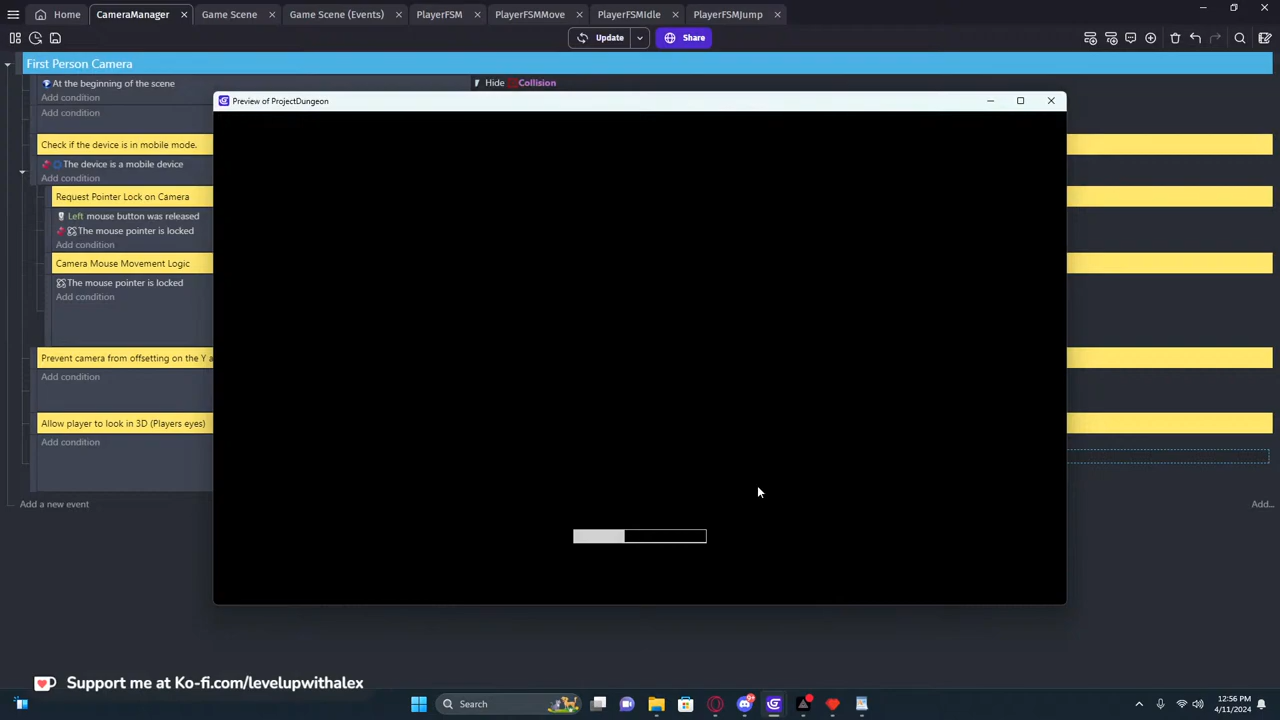 Home
CameraManager
Game Scene
Game Scene (Events)
PlayerFSM
PlayerFSMMove
PlayerFSMIdle
PlayerFSMJump
Update
Share
First Person Camera
At the beginning of the scene
Hide Collision
Add condition
Add condition
Preview of ProjectDungeon
Check if the device is in mobile mode.
The device is a mobile device
Add condition
Request Pointer Lock on Camera
Left mouse button was released
The mouse pointer is locked
Add condition
Camera Mouse Movement Logic
The mouse pointer is locked
Add condition
Prevent camera from offsetting on the Y a
Add condition
Allow player to look in 3D (Players eyes)
Add condition
Add a new event
Add...
Support me at Ko-fi.com/levelupwithalex
Search
12:56 PM
4/11/2024